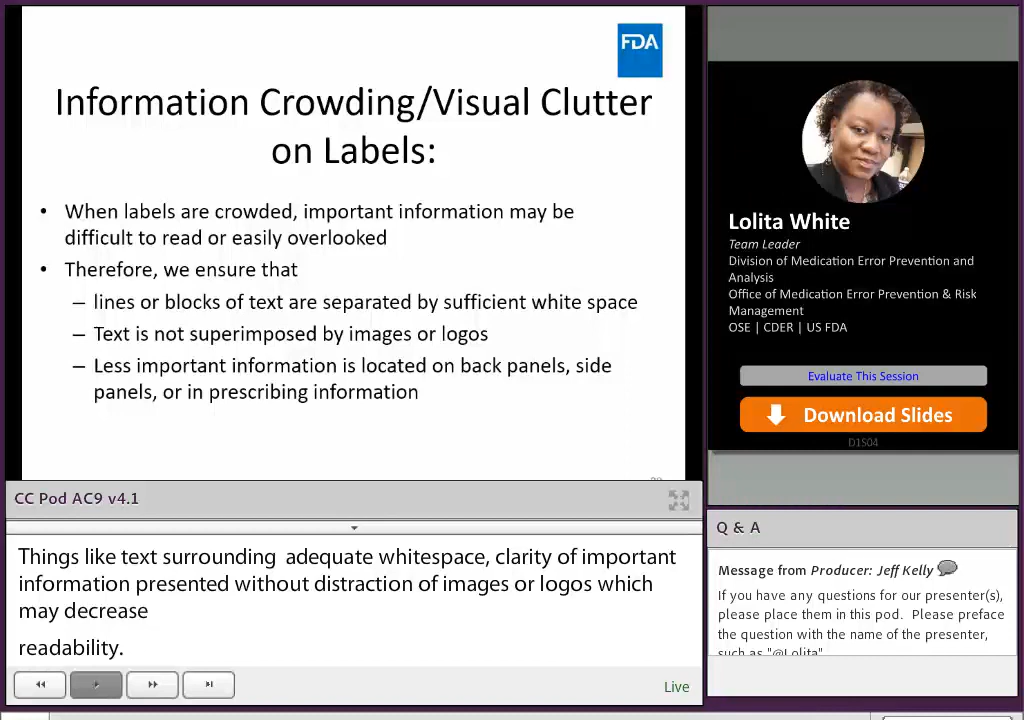 FDA
Information Crowding/Visual Clutter
on Labels:
• When labels are crowded, important information may be
difficult to read or easily overlooked
• Therefore, we ensure that
– lines or blocks of text are separated by sufficient white space
– Text is not superimposed by images or logos
– Less important information is located on back panels, side
panels, or in prescribing information
CC Pod AC9 v4.1
Things like text surrounding adequate whitespace, clarity of important
information presented without distraction of images or logos which
may decrease
readability.
Live
Lolita White
Team Leader
Division of Medication Error Prevention and
Analysis
Office of Medication Error Prevention & Risk
Management
OSE | CDER | US FDA
Evaluate This Session
Download Slides
D1S04
Q & A
Message from Producer: Jeff Kelly
If you have any questions for our presenter(s),
please place them in this pod. Please preface
the question with the name of the presenter,
such as "@Lolita"